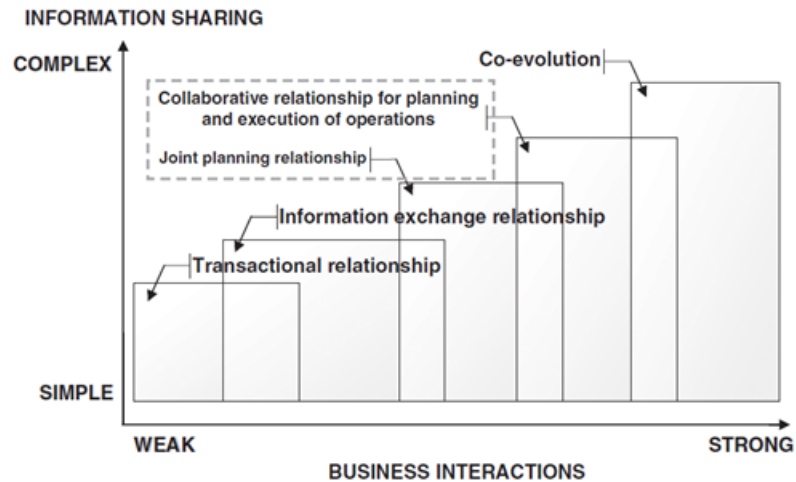 INFORMATION SHARING
COMPLEX
Co-evolution
Collaborative relationship for planning
and execution of operations
Joint planning relationship
Information exchange relationship
Transactional relationship
SIMPLE
WEAK
STRONG
BUSINESS INTERACTIONS